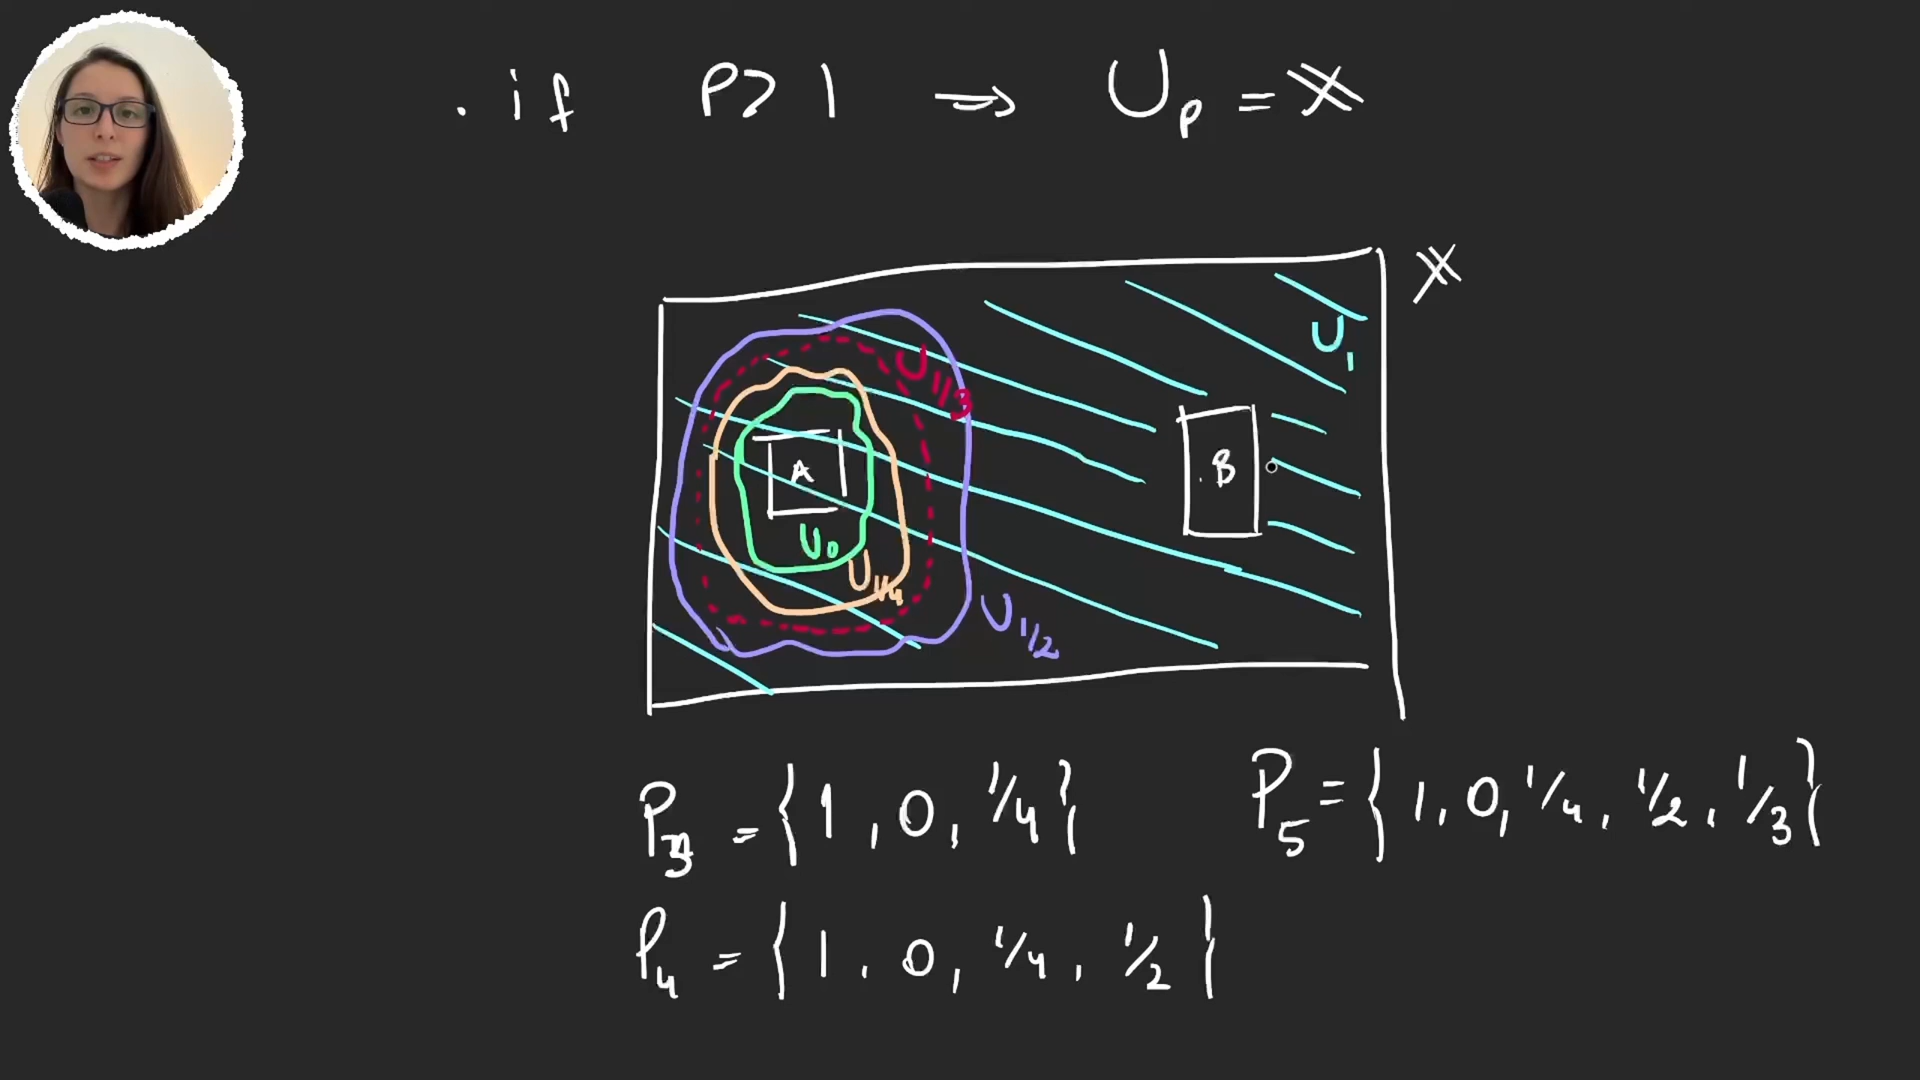 . if P > 1 ⇒ U_p = X
X
U_1
U_1/3
A
. B
U_0
U_1/4
U_1/2
P_3 = {1, 0, 1/4}
P_5 = {1, 0, 1/4, 1/2, 1/3}
P_4 = {1, 0, 1/4, 1/2}